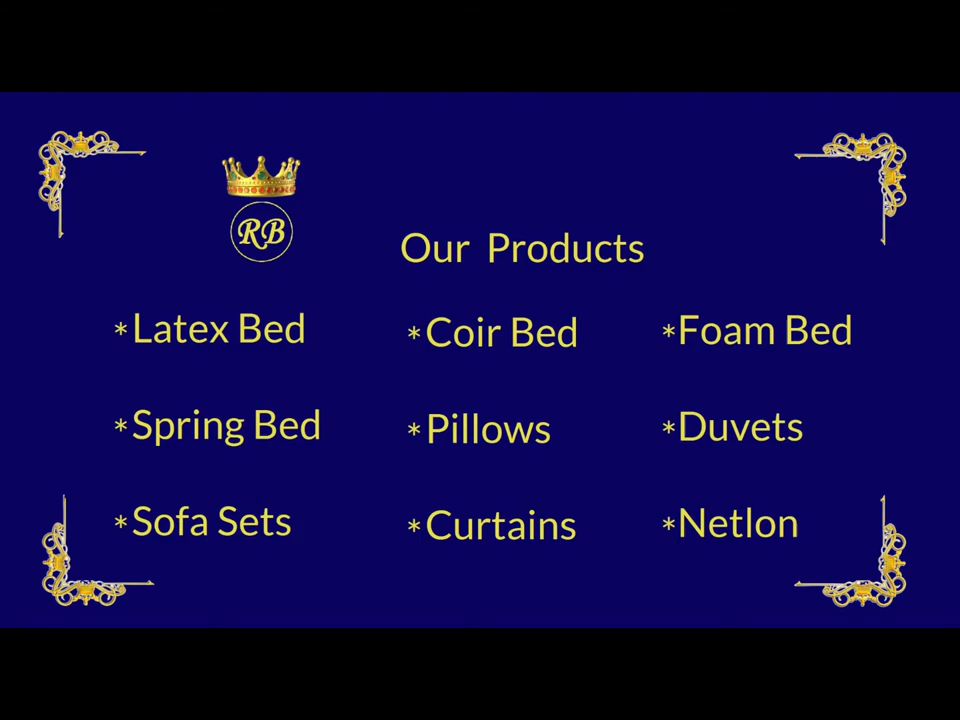 RB
Our Products
*Latex Bed *Coir Bed *Foam Bed
*Spring Bed *Pillows *Duvets
*Sofa Sets *Curtains *Netlon